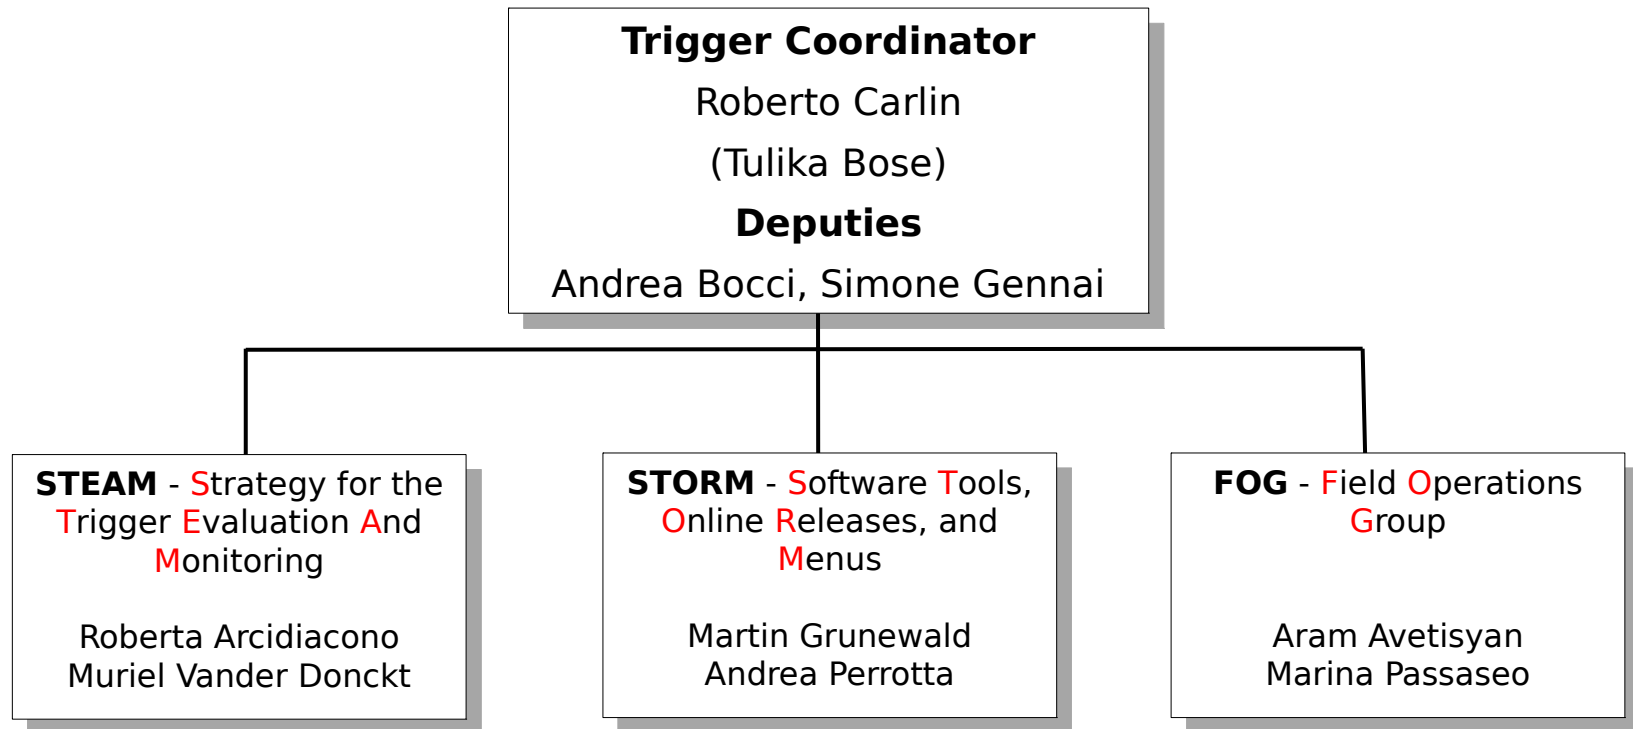 Trigger Coordinator
Roberto Carlin
(Tulika Bose)
Deputies
Andrea Bocci, Simone Gennai
STEAM - Strategy for the
Trigger Evaluation And
Monitoring
Roberta Arcidiacono
Muriel Vander Donckt
STORM - Software Tools,
Online Releases, and
Menus
Martin Grunewald
Andrea Perrotta
FOG - Field Operations
Group
Aram Avetisyan
Marina Passaseo